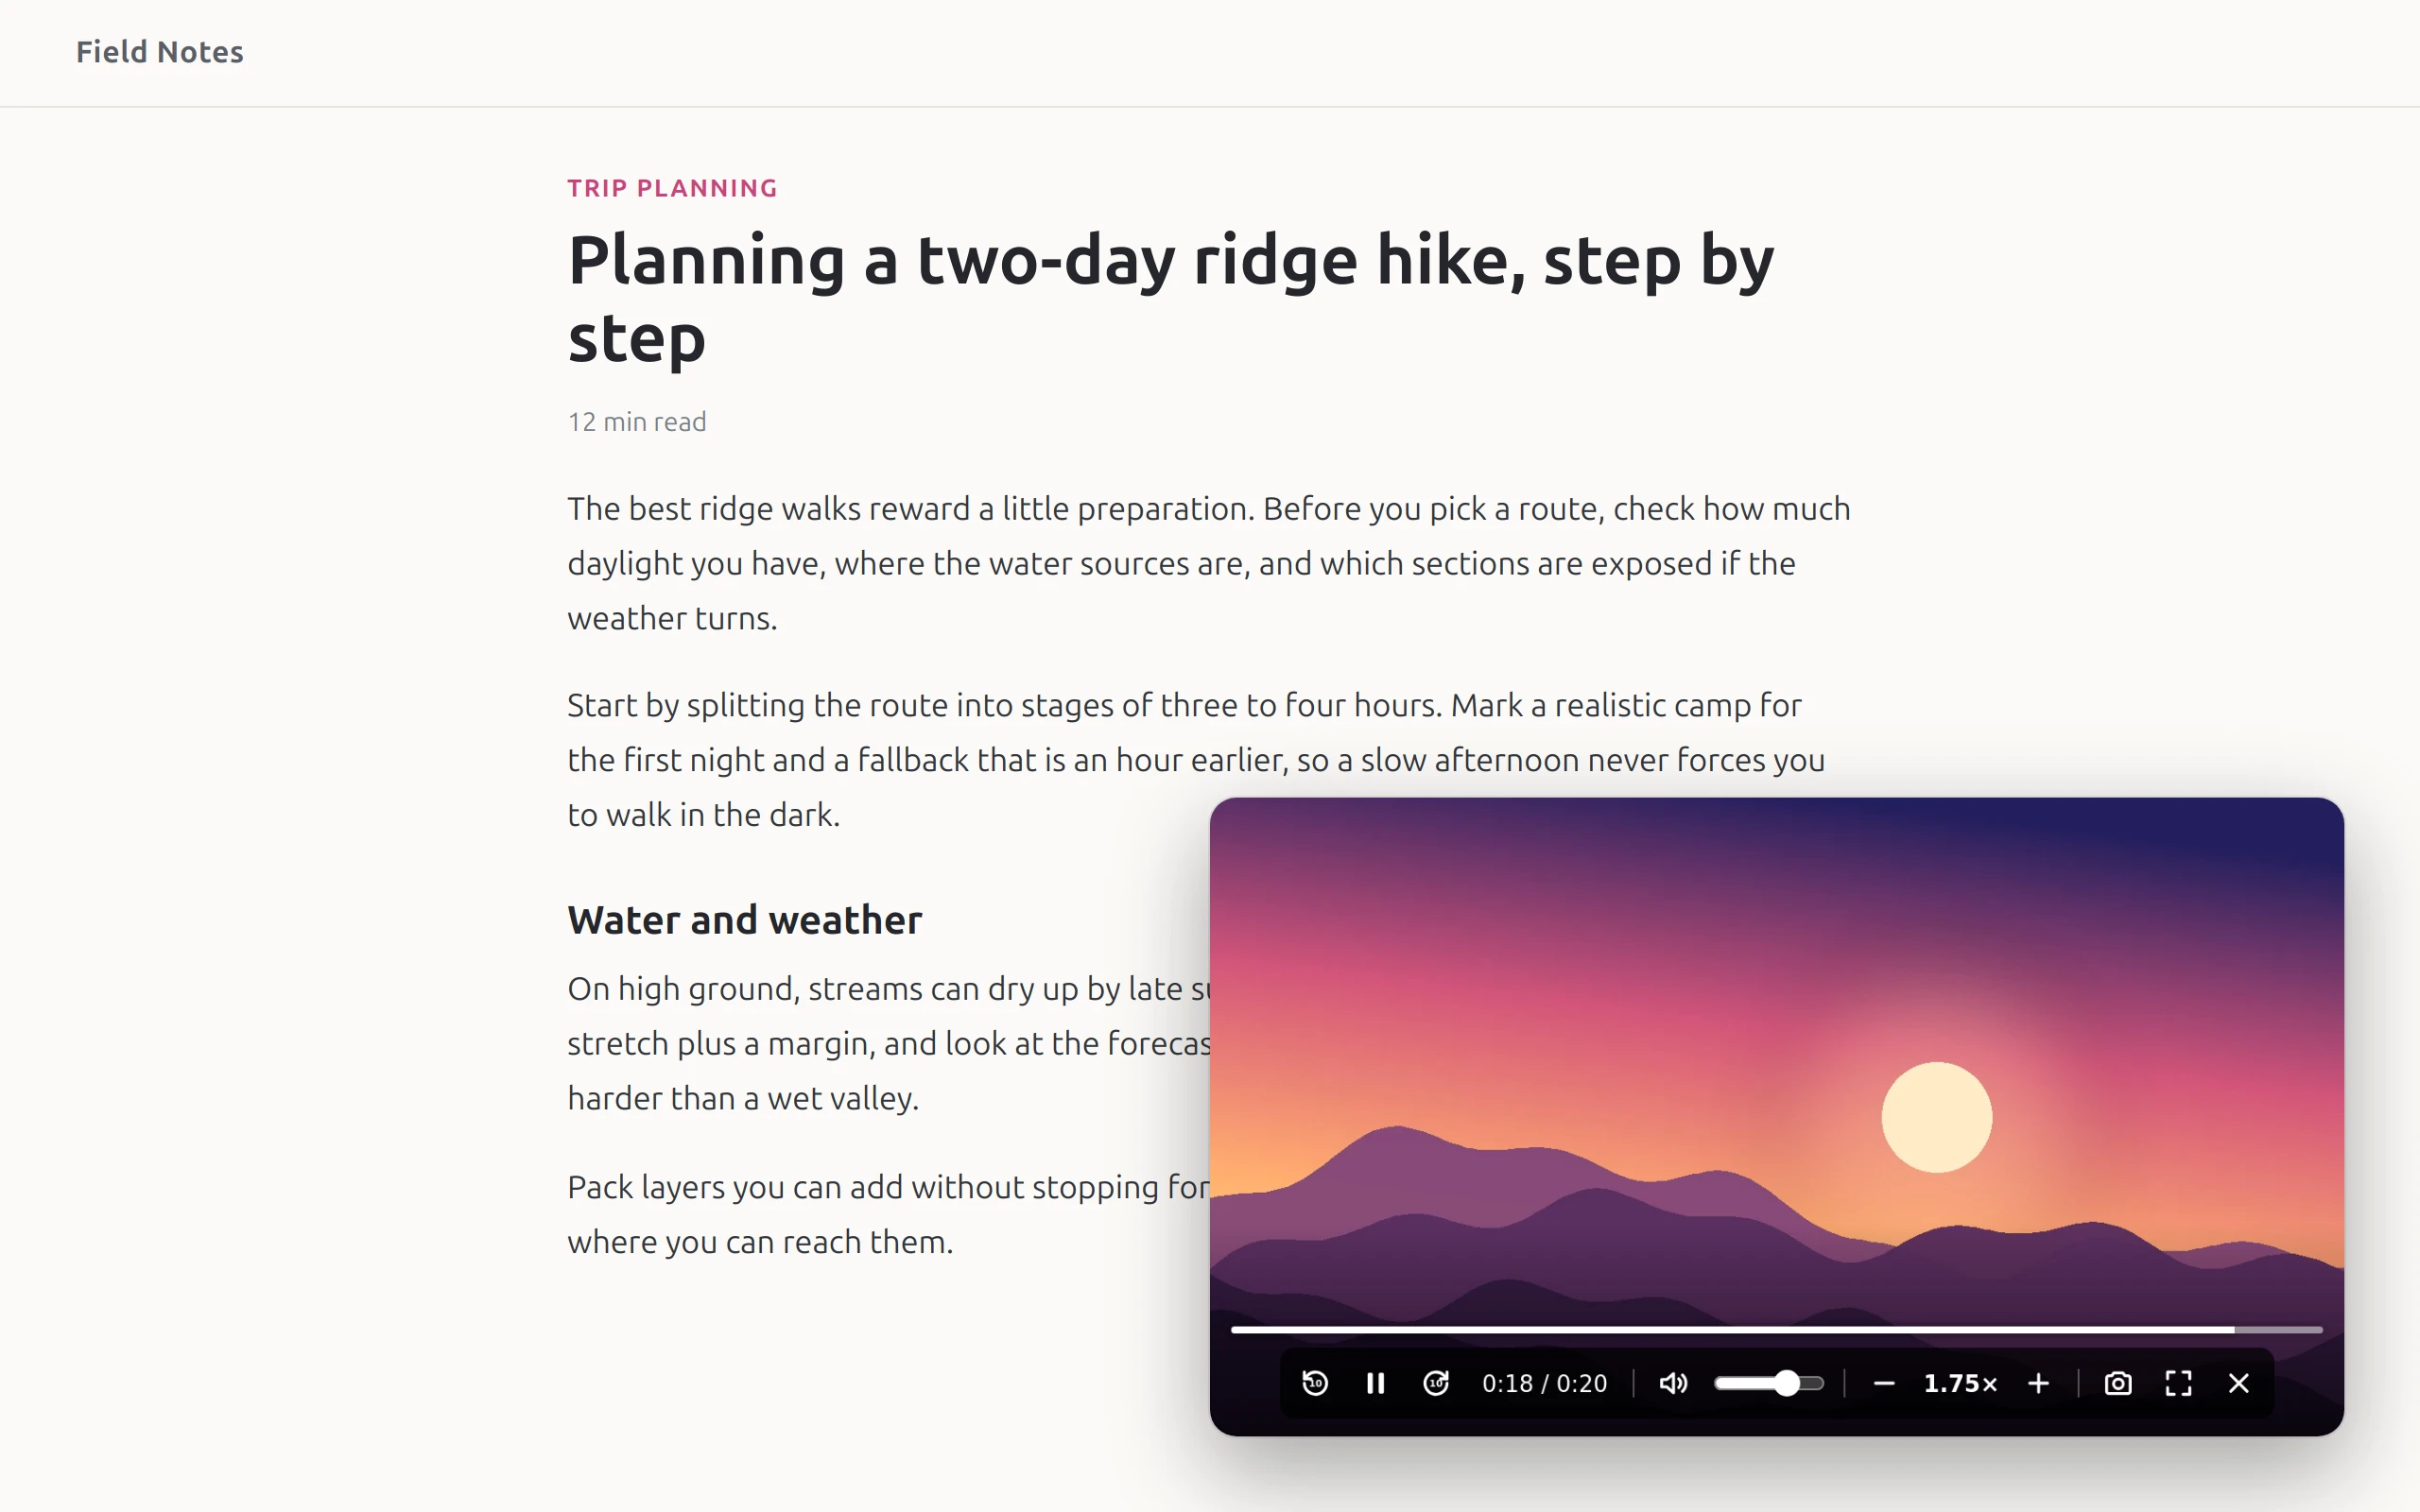 Field Notes
TRIP PLANNING
Planning a two-day ridge hike, step by
step
12 min read
The best ridge walks reward a little preparation. Before you pick a route, check how much
daylight you have, where the water sources are, and which sections are exposed if the
weather turns.
Start by splitting the route into stages of three to four hours. Mark a realistic camp for
the first night and a fallback that is an hour earlier, so a slow afternoon never forces you
to walk in the dark.
Water and weather
On high ground, streams can dry up by late
stretch plus a margin, and look at the
harder than a wet valley.
Pack layers you can add without stopping for
where you can reach them.
10 10 0:18 / 0:20 1.75×